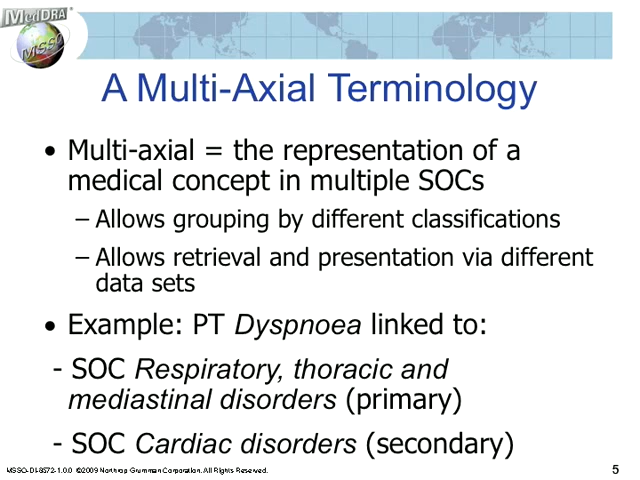 MedDRA
MSSO
A Multi-Axial Terminology
• Multi-axial = the representation of a
medical concept in multiple SOCs
– Allows grouping by different classifications
– Allows retrieval and presentation via different
data sets
• Example: PT Dyspnoea linked to:
- SOC Respiratory, thoracic and
mediastinal disorders (primary)
- SOC Cardiac disorders (secondary)
MSSO-DI-8572-1.0.0 ©2009 Northrop Grumman Corporation. All Rights Reserved.
5